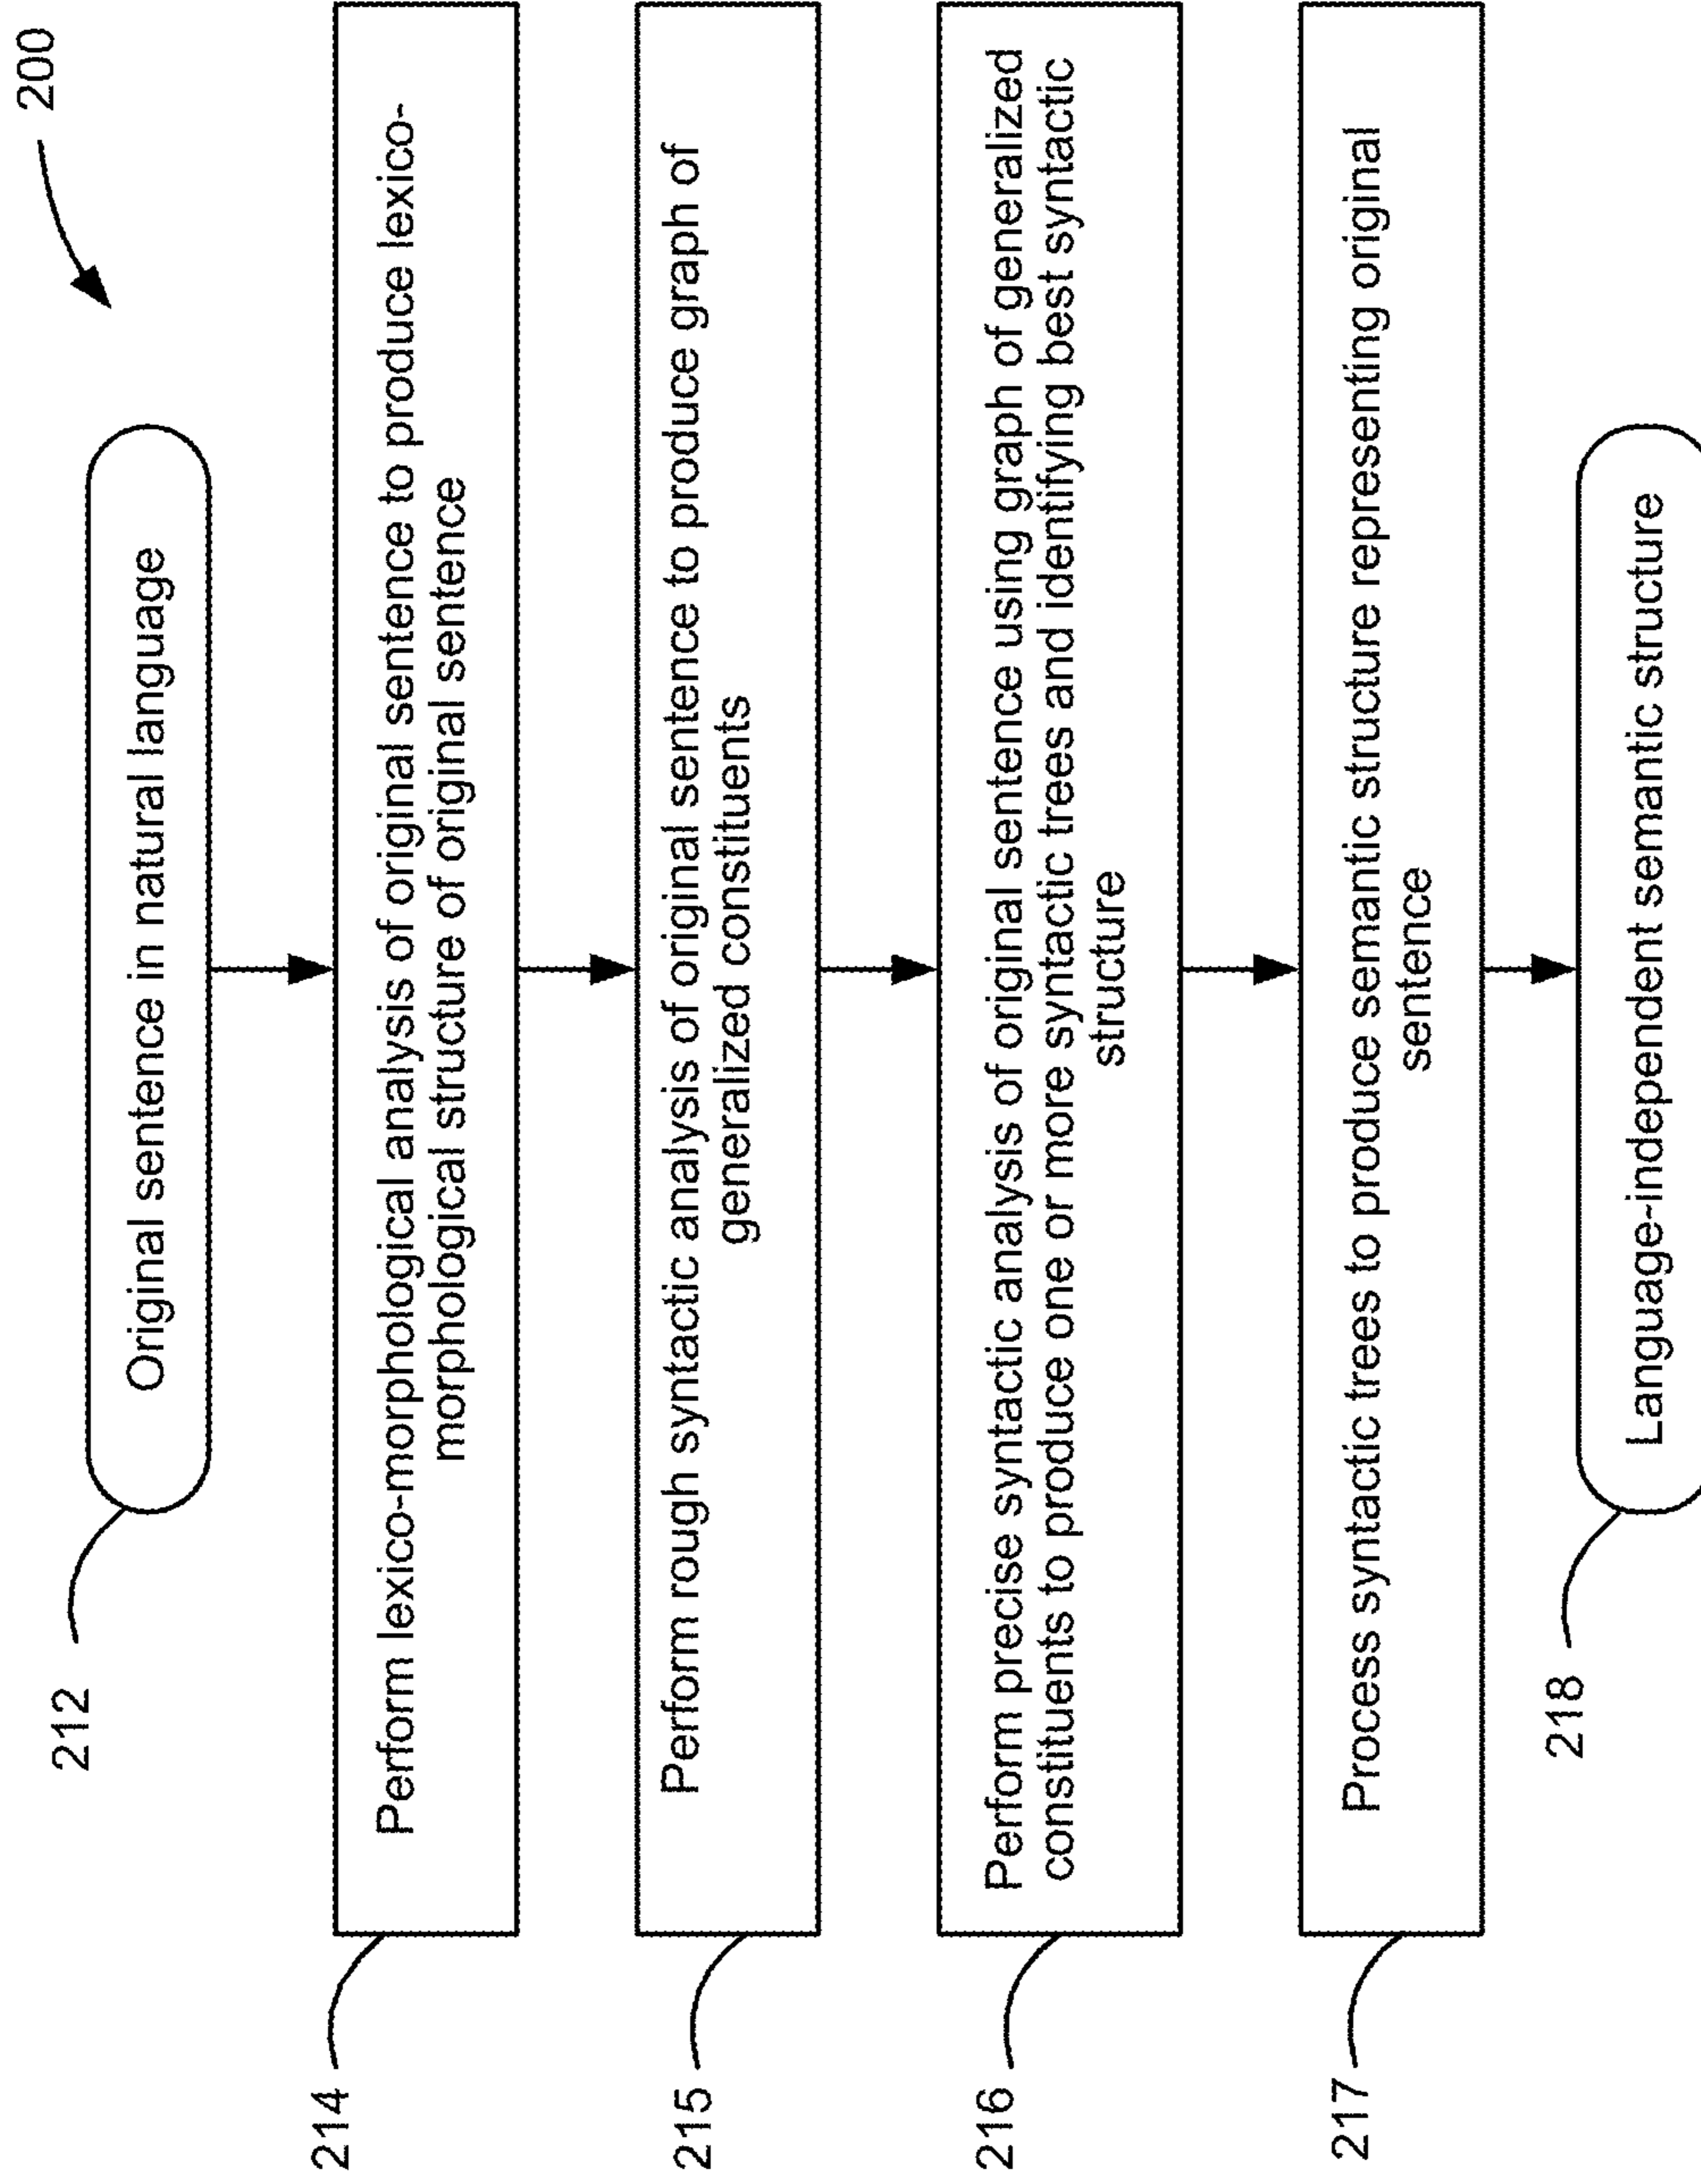 200
212
Original sentence in natural language
214
Perform lexico-morphological analysis of original sentence to produce lexico-
morphological structure of original sentence
215
Perform rough syntactic analysis of original sentence to produce graph of
generalized constituents
216
Perform precise syntactic analysis of original sentence using graph of generalized
constituents to produce one or more syntactic trees and identifying best syntactic
structure
217
Process syntactic trees to produce semantic structure representing original
sentence
218
Language-independent semantic structure